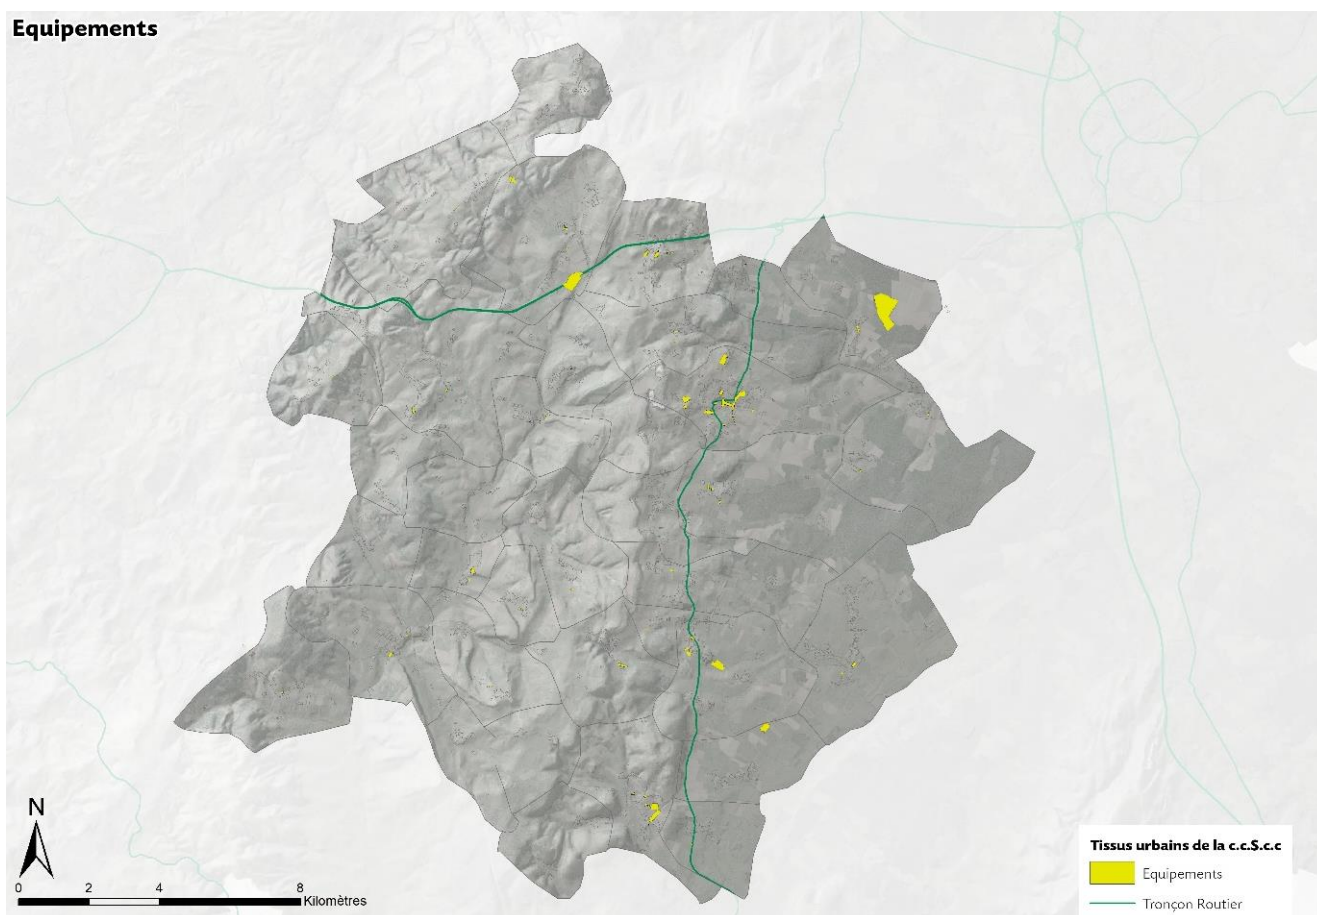 Equipements
N
0 2 4 8
Kilomètres
Tissus urbains de la c.c.S.c.c
Equipements
Tronçon Routier